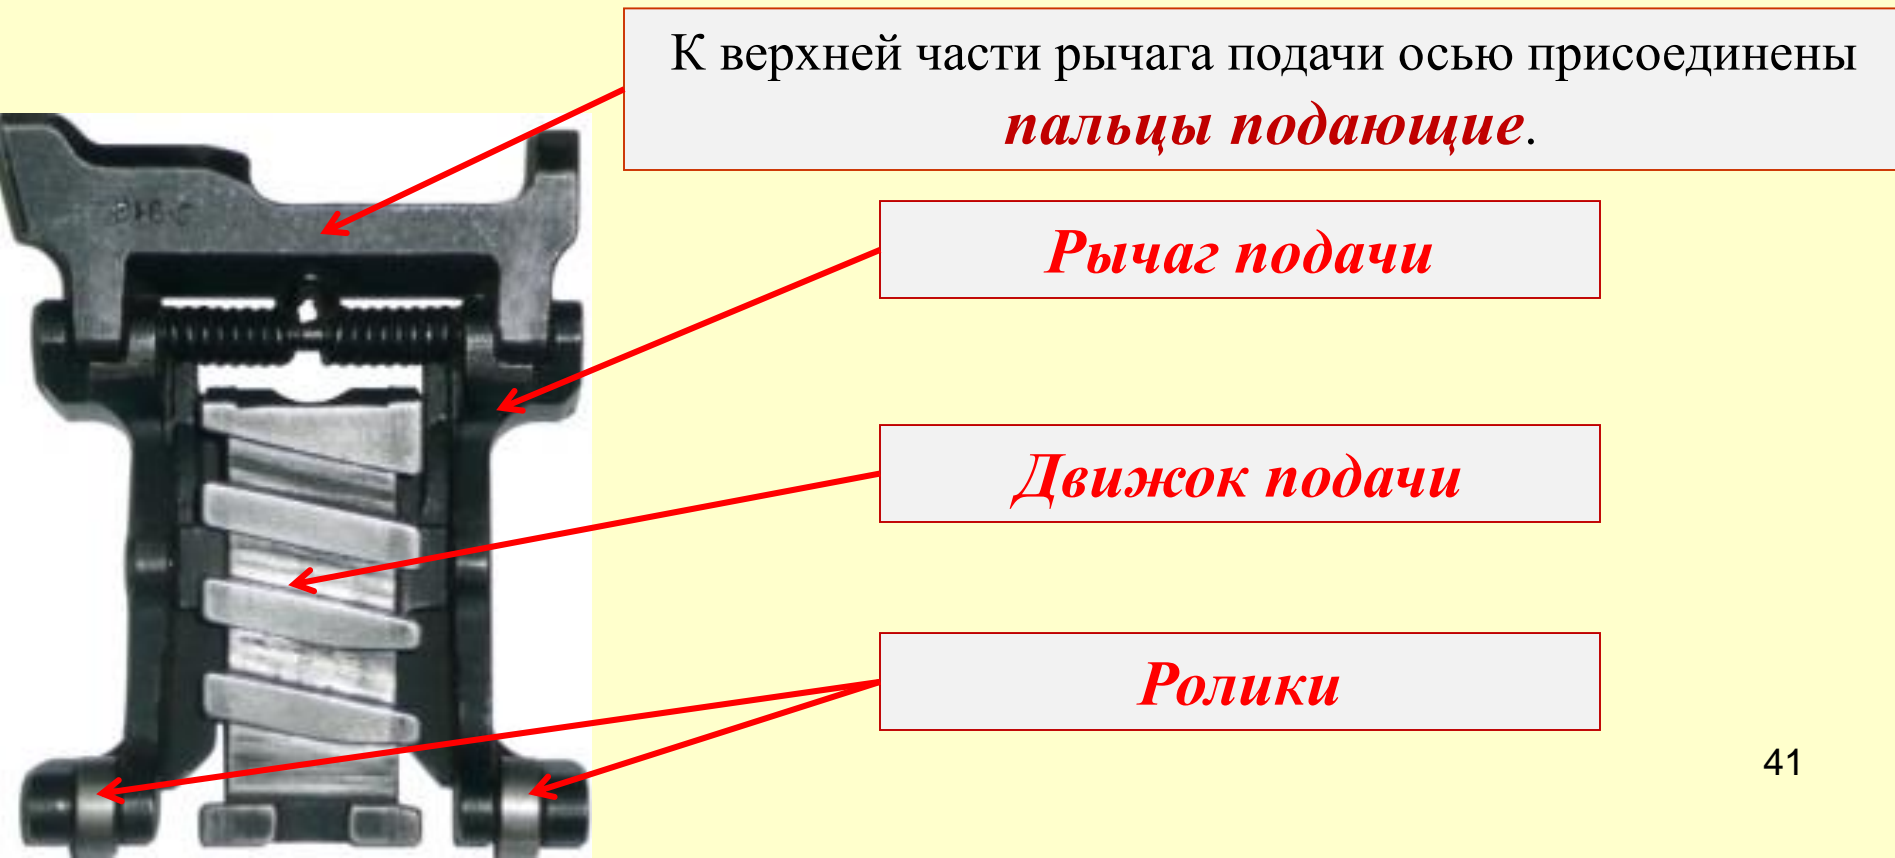 К верхней части рычага подачи осью присоединены
пальцы подающие.
Рычаг подачи
Движок подачи
Ролики
41